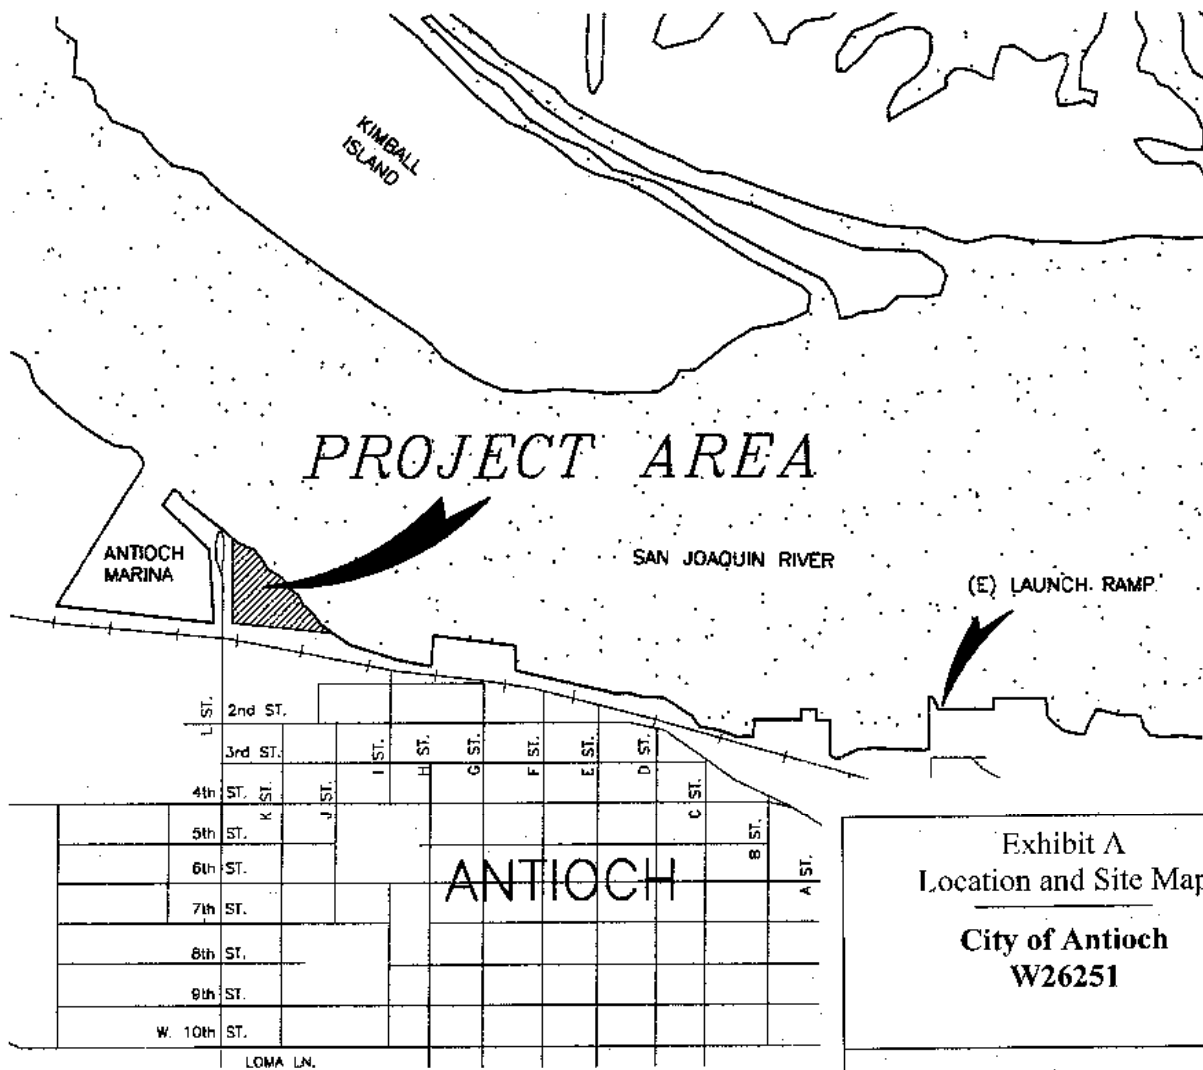 KIMBALL
ISLAND
PROJECT AREA
ANTIOCH
MARINA
SAN JOAQUIN RIVER
(E) LAUNCH RAMP
L ST.
2nd ST.
3rd ST.
4th ST.
K ST.
J ST.
I ST.
H ST.
G ST.
F ST.
E ST.
D ST.
C ST.
B ST.
A ST.
5th ST.
6th ST.
7th ST.
8th ST.
9th ST.
W. 10th ST.
LOMA LN.
ANTIOCH
Exhibit A
Location and Site Map
City of Antioch
W26251